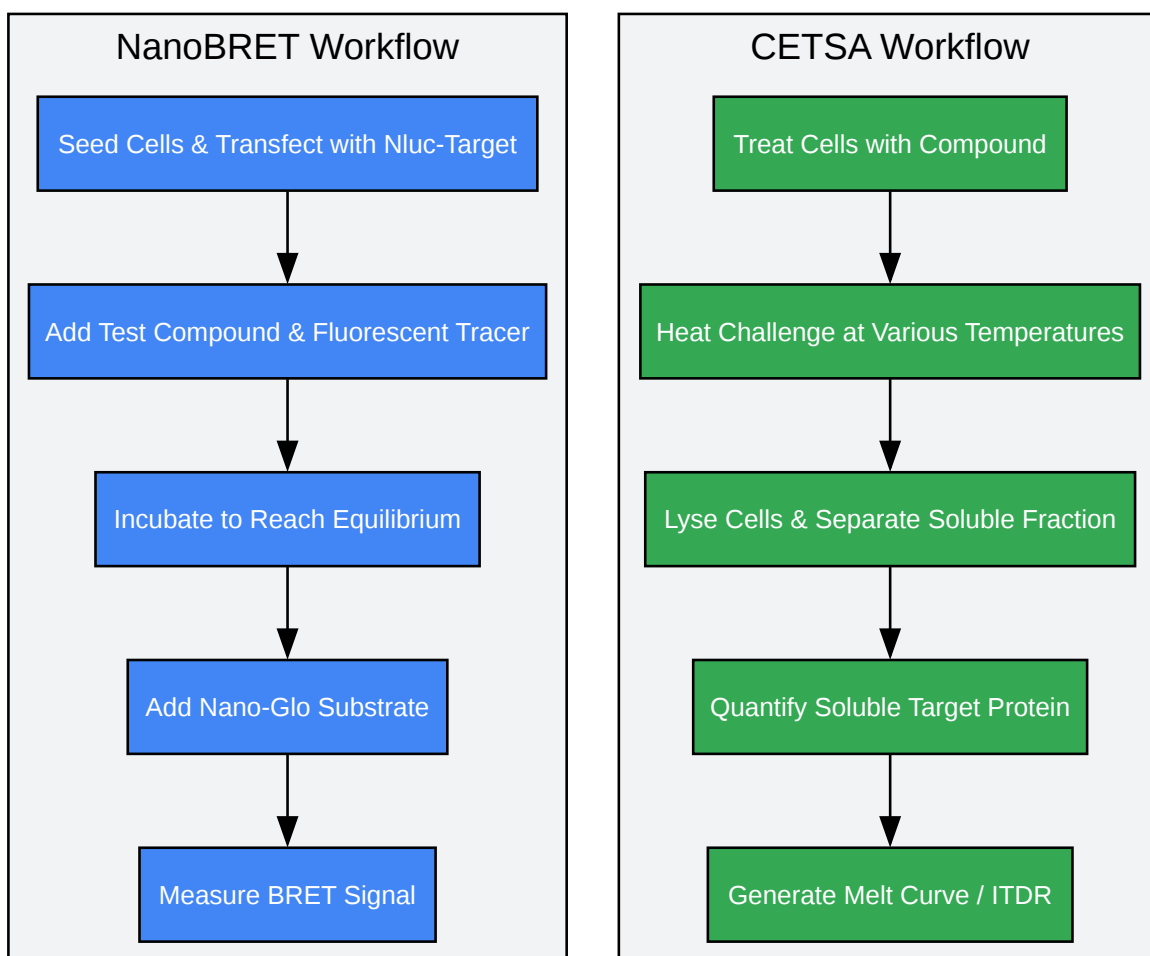 NanoBRET Workflow
Seed Cells & Transfect with Nluc-Target
Add Test Compound & Fluorescent Tracer
Incubate to Reach Equilibrium
Add Nano-Glo Substrate
Measure BRET Signal
CETSA Workflow
Treat Cells with Compound
Heat Challenge at Various Temperatures
Lyse Cells & Separate Soluble Fraction
Quantify Soluble Target Protein
Generate Melt Curve / ITDR